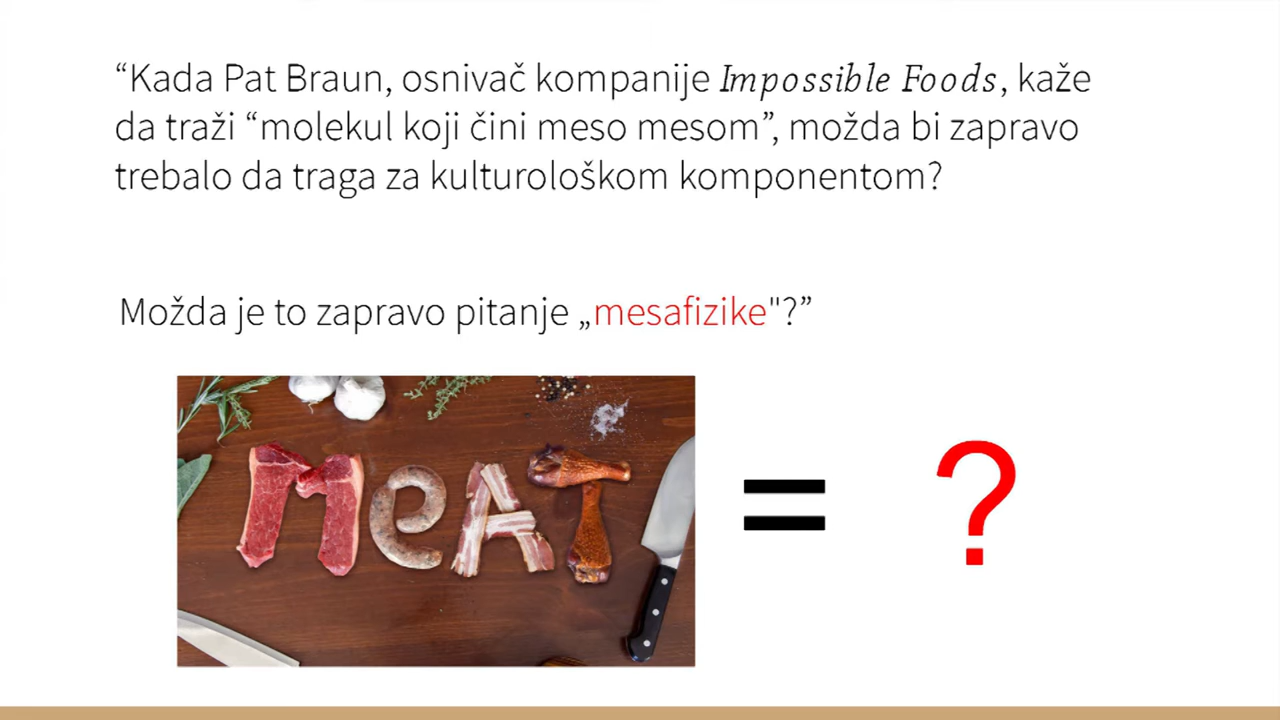 “Kada Pat Braun, osnivač kompanije Impossible Foods, kaže
da traži “molekul koji čini meso mesom”, možda bi zapravo
trebalo da traga za kulturološkom komponentom?
Možda je to zapravo pitanje „mesafizike"?”
MeAT = ?